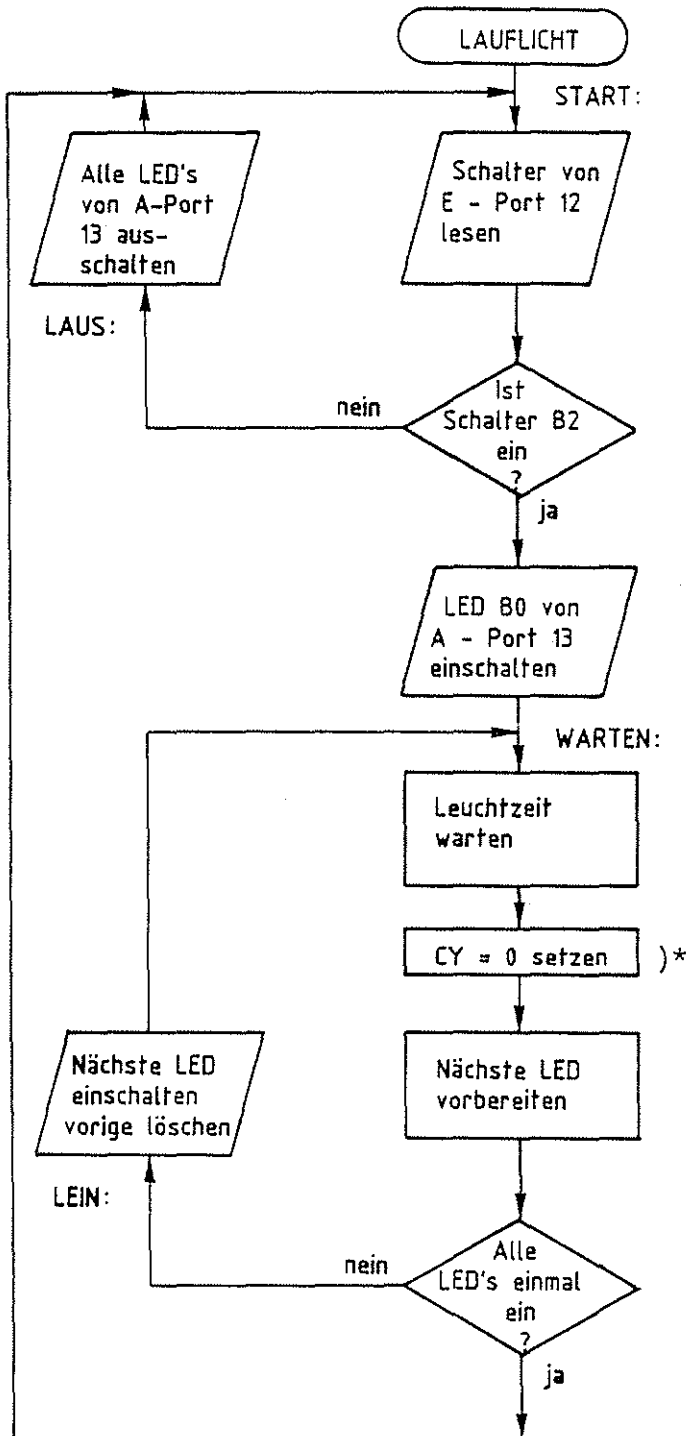 LAUFLICHT
START:
Alle LED's
von A-Port
13 aus-
schalten
Schalter von
E - Port 12
lesen
LAUS:
nein
Ist
Schalter B2
ein
?
ja
LED B0 von
A - Port 13
einschalten
WARTEN:
Leuchtzeit
warten
CY = 0 setzen )*
Nächste LED
einschalten
vorige löschen
Nächste LED
vorbereiten
LEIN:
nein
Alle
LED's einmal
ein
?
ja